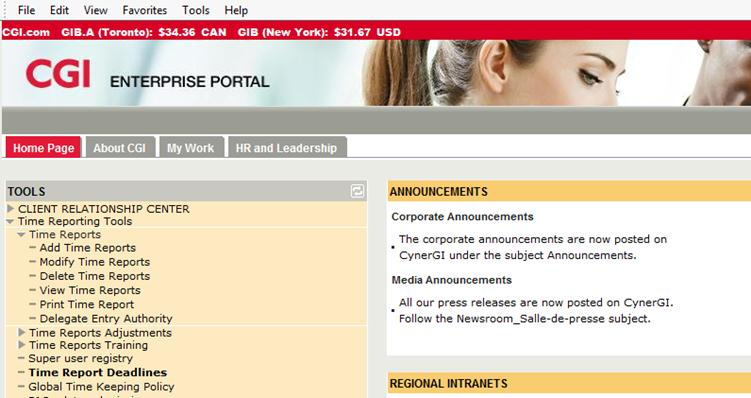 File Edit View Favorites Tools Help
CGI.com GIB.A (Toronto): $34.36 CAN GIB (New York): $31.67 USD
CGI ENTERPRISE PORTAL
Home Page About CGI My Work HR and Leadership
TOOLS
CLIENT RELATIONSHIP CENTER
Time Reporting Tools
Time Reports
Add Time Reports
Modify Time Reports
Delete Time Reports
View Time Reports
Print Time Report
Delegate Entry Authority
Time Reports Adjustments
Time Reports Training
Super user registry
Time Report Deadlines
Global Time Keeping Policy
ANNOUNCEMENTS
Corporate Announcements
The corporate announcements are now posted on
CynerGI under the subject Announcements.
Media Announcements
All our press releases are now posted on CynerGI.
Follow the Newsroom_Salle-de-presse subject.
REGIONAL INTRANETS